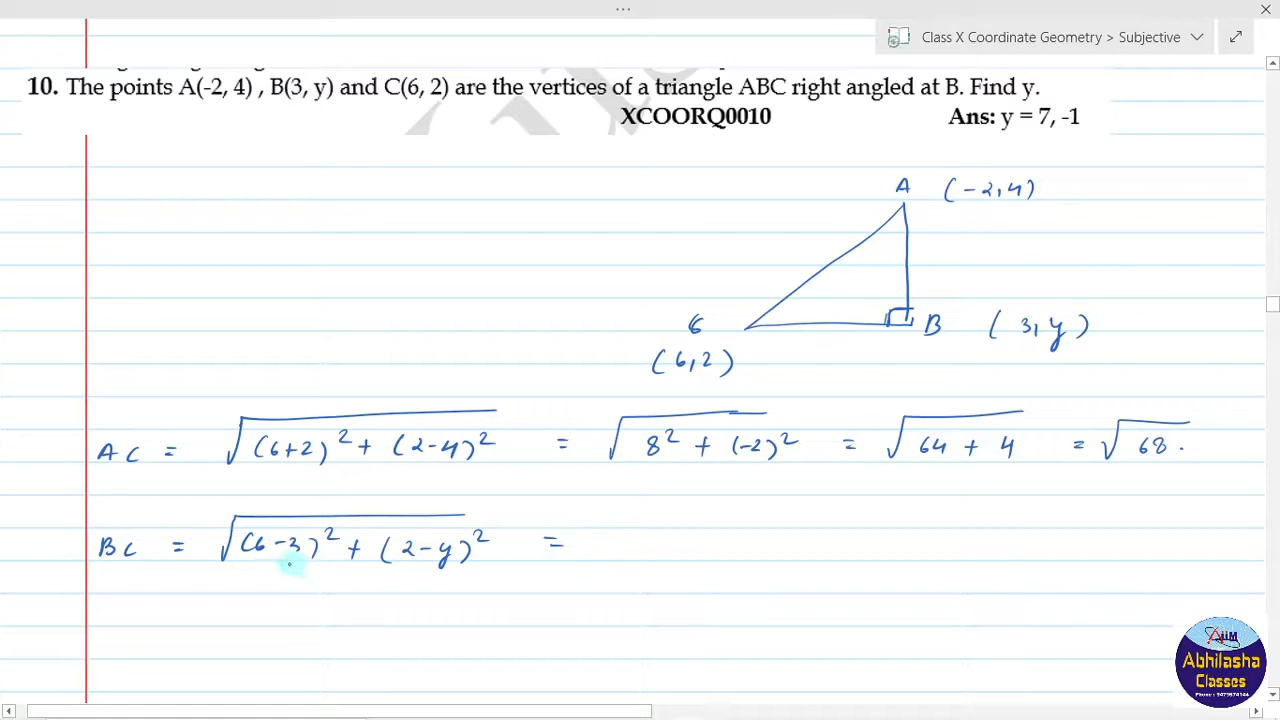 Class X Coordinate Geometry > Subjective
10. The points A(-2, 4) , B(3, y) and C(6, 2) are the vertices of a triangle ABC right angled at B. Find y.
XCOORQ0010 Ans: y = 7, -1
A (-2,4)
B (3, y)
(6,2)
AC = √((6+2)² + (2-4)²) = √(8² + (-2)²) = √(64 + 4) = √68.
BC = √((6-3)² + (2-y)²) =
AIM
Abhilasha
Classes